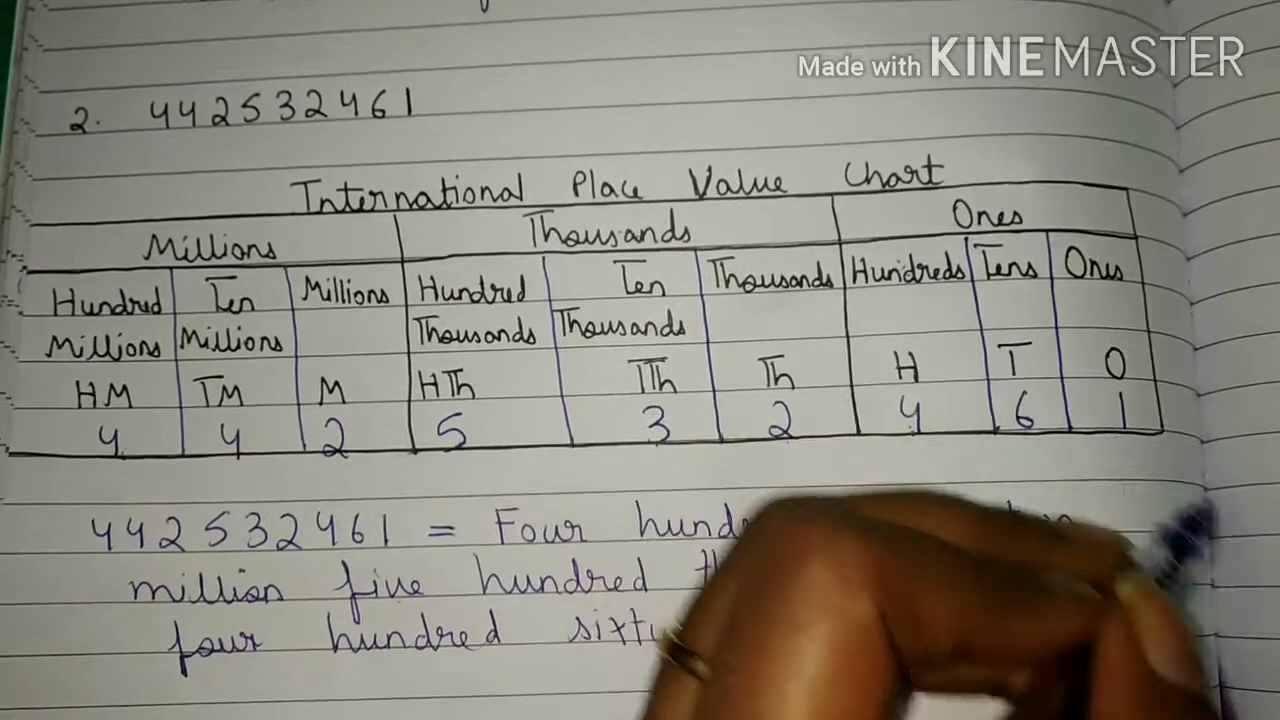 Made with KINEMASTER
2. 442532461
International Place Value Chart
Millions Thousands Ones
Hundred Ten Millions Hundred Ten Thousands Hundreds Tens Ones
Millions Millions Thousands Thousands
HM TM M HTh TTh Th H T O
4 4 2 5 3 2 4 6 1
442532461 = Four
million five hundred
four hundred